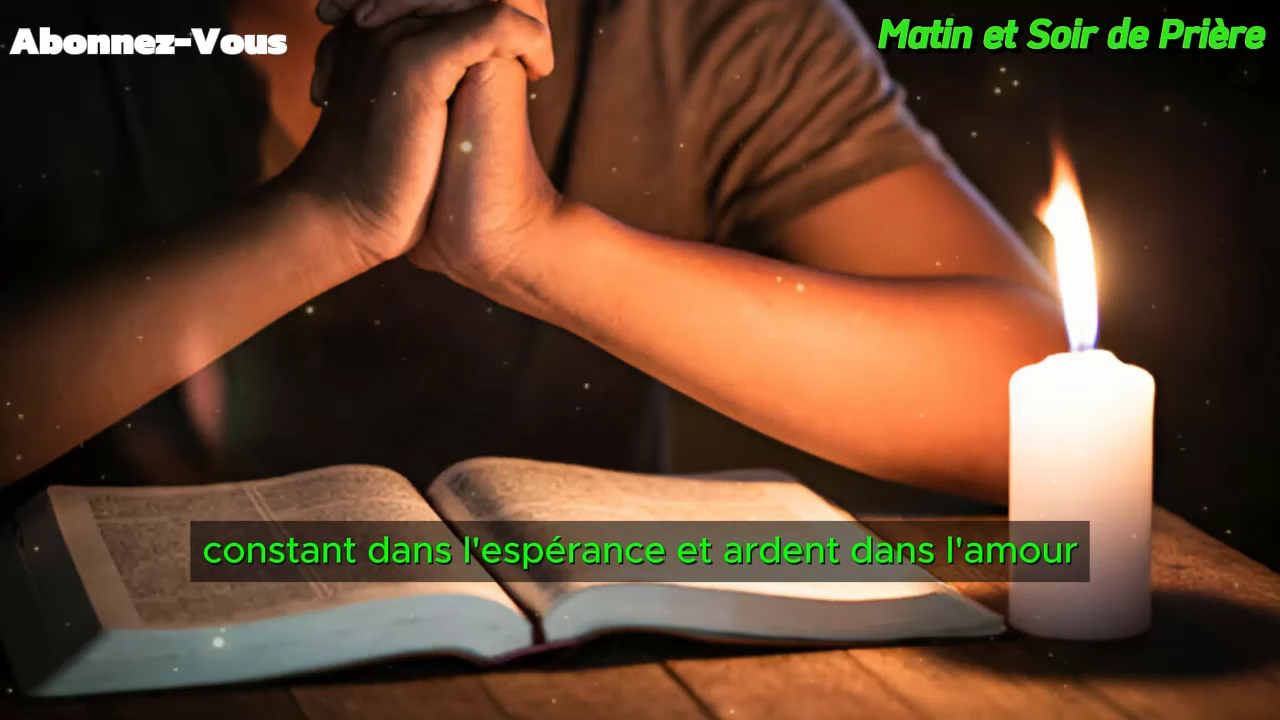 Abonnez-Vous
Matin et Soir de Prière
constant dans l'espérance et ardent dans l'amour